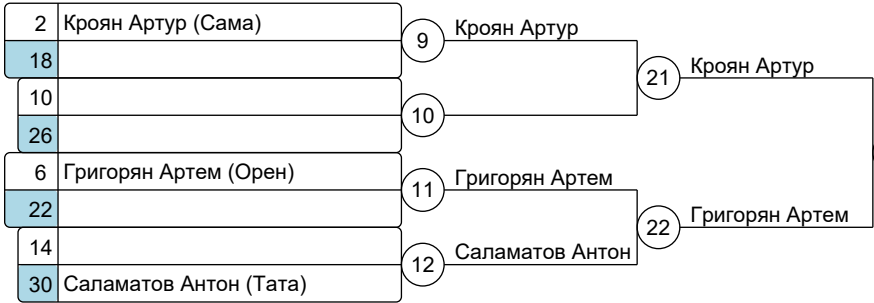 2 Кроян Артур (Сама)
18
10
26
6 Григорян Артем (Орен)
22
14
30 Саламатов Антон (Тата)
9 Кроян Артур
10
11 Григорян Артем
12 Саламатов Антон
21 Кроян Артур
22 Григорян Артем